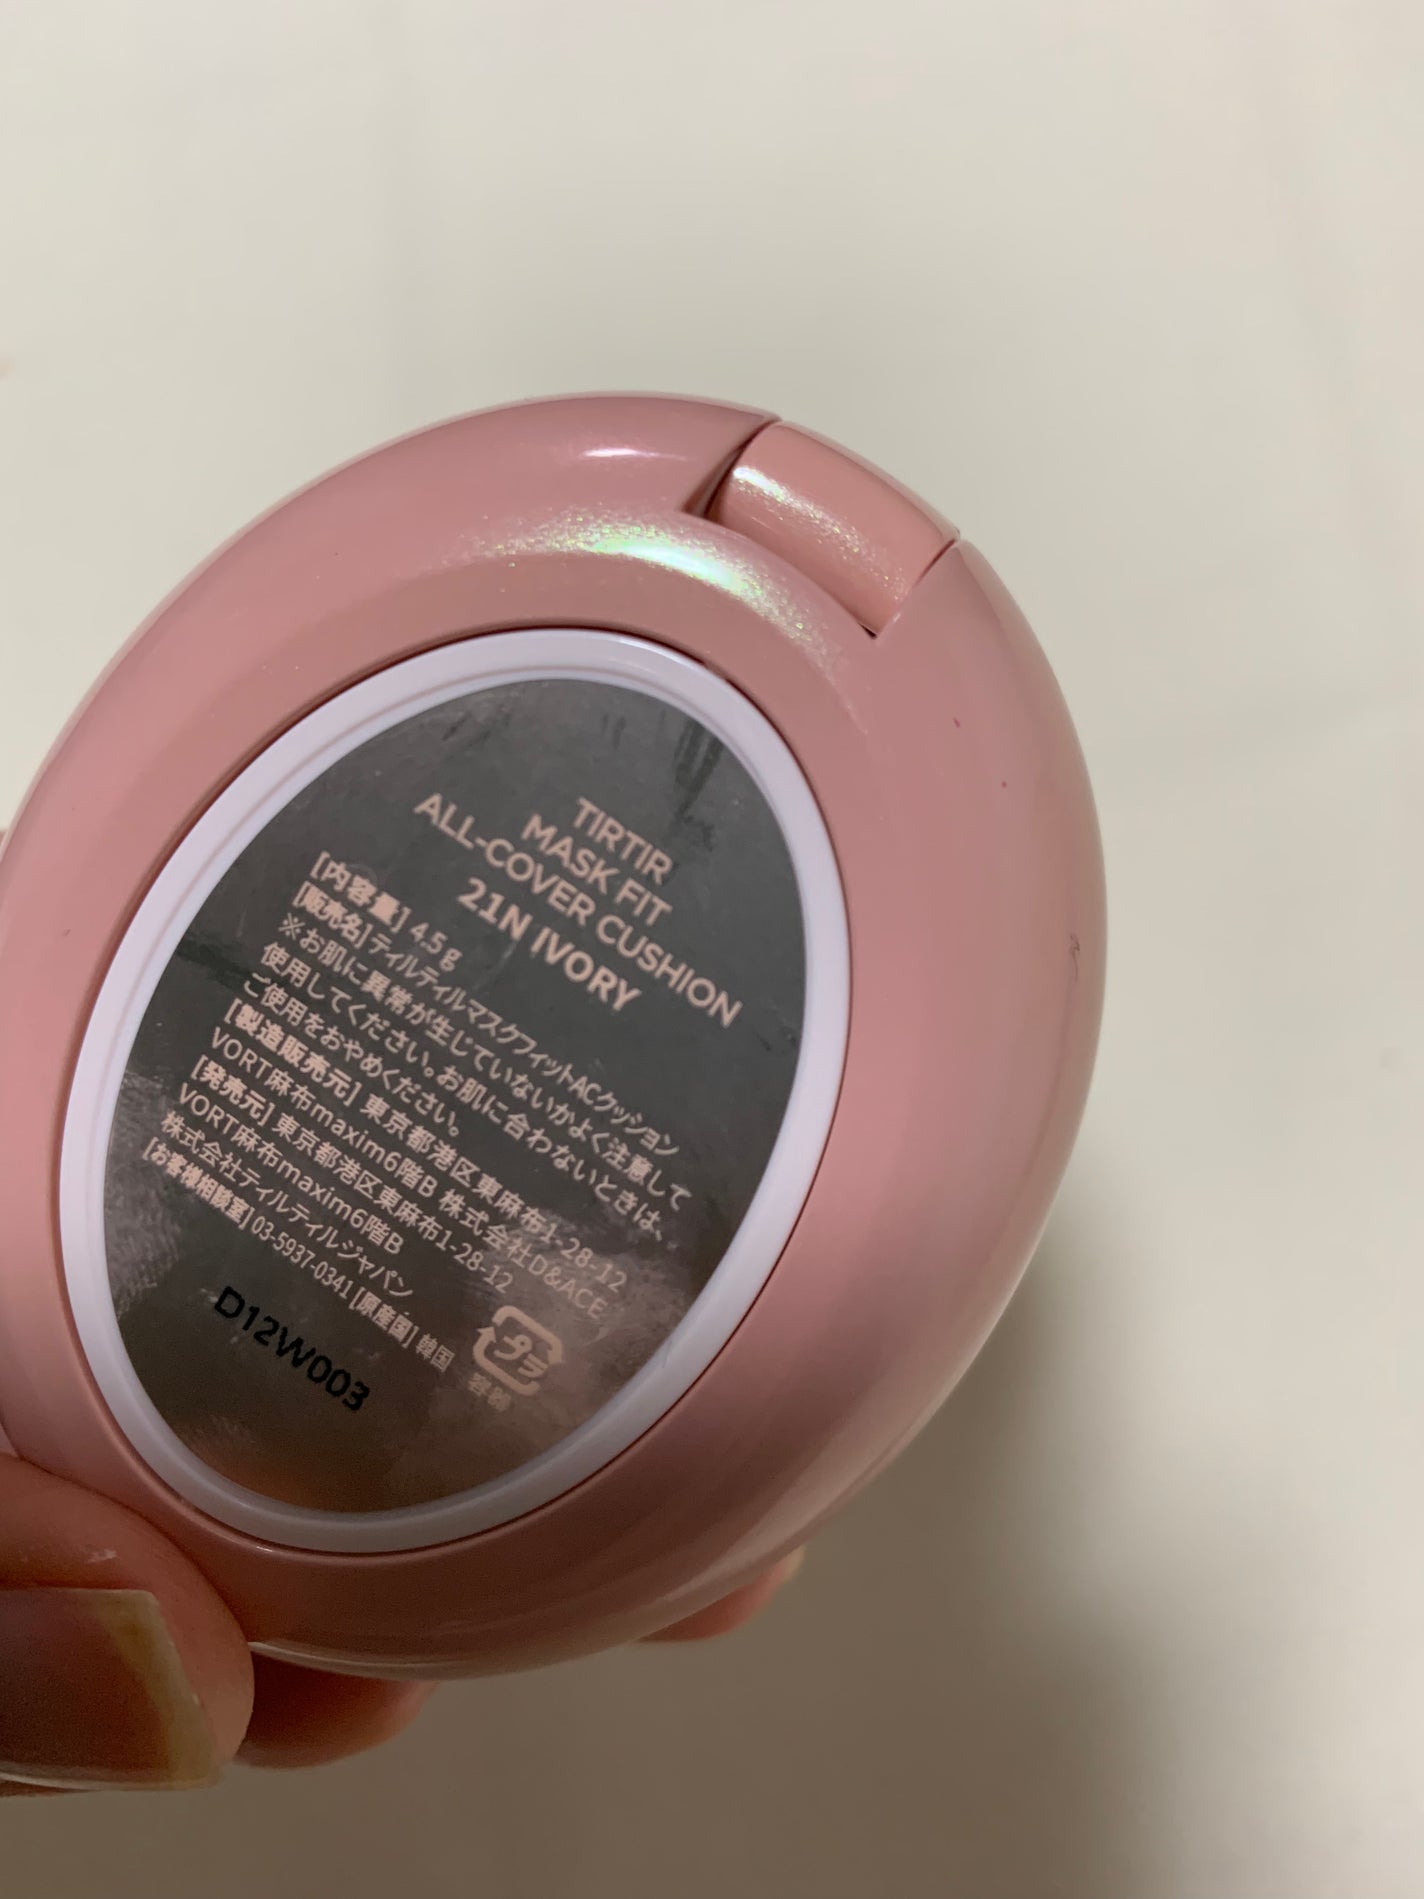 TIRTIR
MASK FIT
ALL-COVER CUSHION
21N IVORY
[内容量] 4.5 g
[販売名]ティルティルマスクフィットACクッション
※お肌に異常が生じていないかよく注意して
使用してください。お肌に合わないときは、
ご使用をおやめください。
[製造販売元] 東京都港区東麻布1-28-12
VORT麻布maxim6階B 株式会社D&ACE
[発売元] 東京都港区東麻布1-28-12
VORT麻布maxim6階B
株式会社ティルティルジャパン
[お客様相談室] 03-5937-0341 [原産国] 韓国
プラ
容器
D12W003